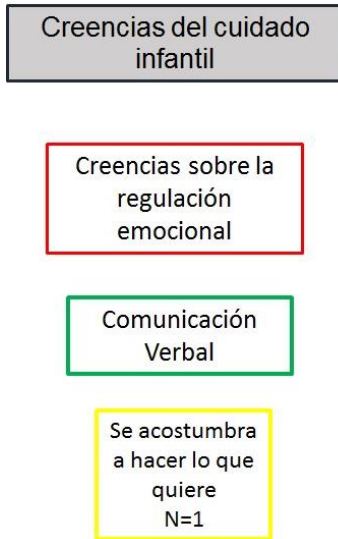 Creencias del cuidado
infantil
Creencias sobre la
regulación
emocional
Comunicación
Verbal
Se acostumbra
a hacer lo que
quiere
N=1